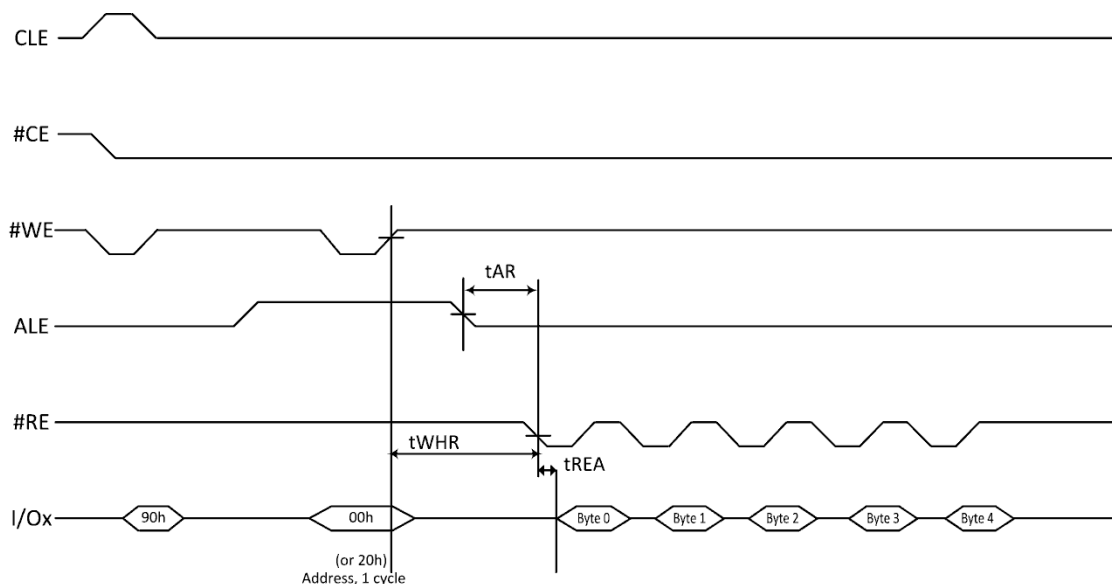 CLE
#CE
#WE
tAR
ALE
#RE
tWHR
tREA
I/Ox
90h
00h
Byte 0
Byte 1
Byte 2
Byte 3
Byte 4
(or 20h)
Address, 1 cycle